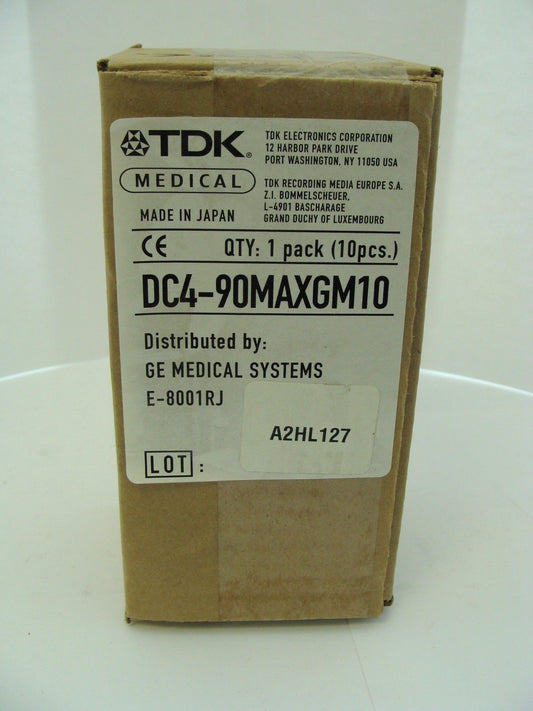 TDK®
MEDICAL
MADE IN JAPAN
TDK ELECTRONICS CORPORATION
12 HARBOR PARK DRIVE
PORT WASHINGTON, NY 11050 USA
TDK RECORDING MEDIA EUROPE S.A.
Z.I. BOMMELSCHEUER,
L-4901 BASCHARAGE
GRAND DUCHY OF LUXEMBOURG
CE QTY: 1 pack (10pcs.)
DC4-90MAXGM10
Distributed by:
GE MEDICAL SYSTEMS
E-8001RJ
A2HL127
LOT :